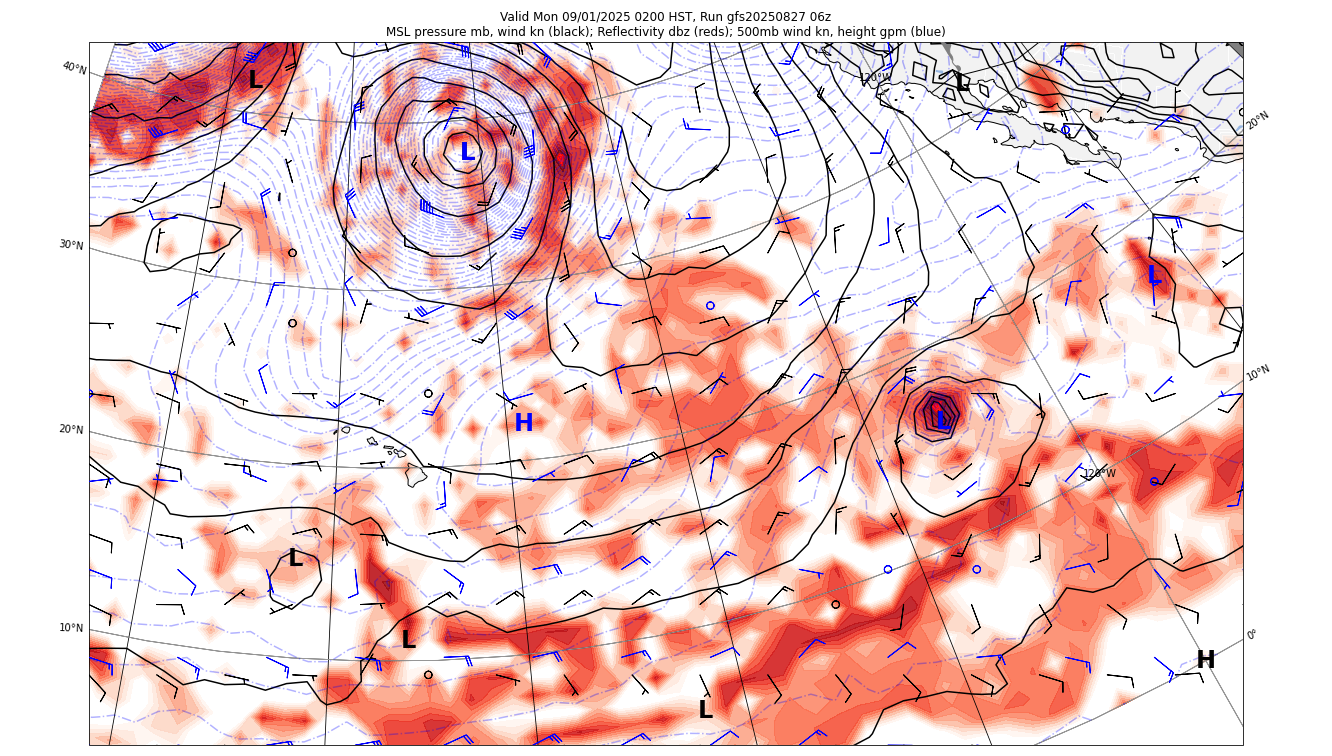 Valid Mon 09/01/2025 0200 HST, Run gfs20250827 06z
MSL pressure mb, wind kn (black); Reflectivity dbz (reds); 500mb wind kn, height gpm (blue)
40°N
L
120°W
L
20°N
L
30°N
L
10°N
H
L
20°N
120°W
L
10°N
L
0°
H
L